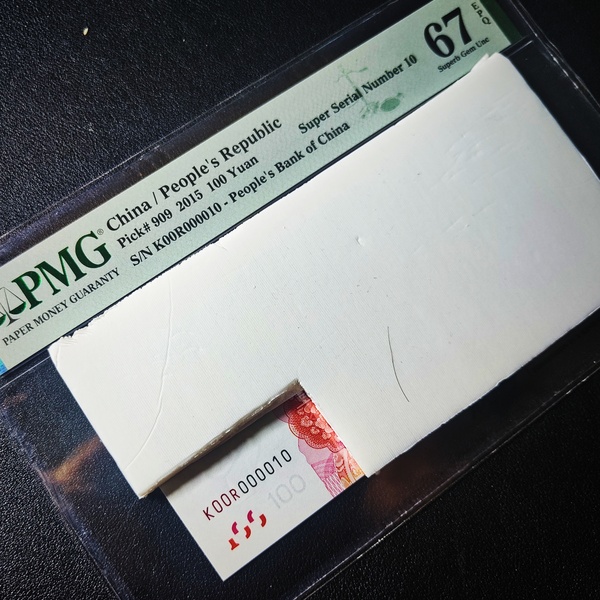 PMG®
PAPER MONEY GUARANTY
China / People's Republic
Pick# 909 2015 100 Yuan
S/N K00R000010 - People's Bank of China
Super Serial Number 10
67
EPQ
Superb Gem Unc
K00R000010
100